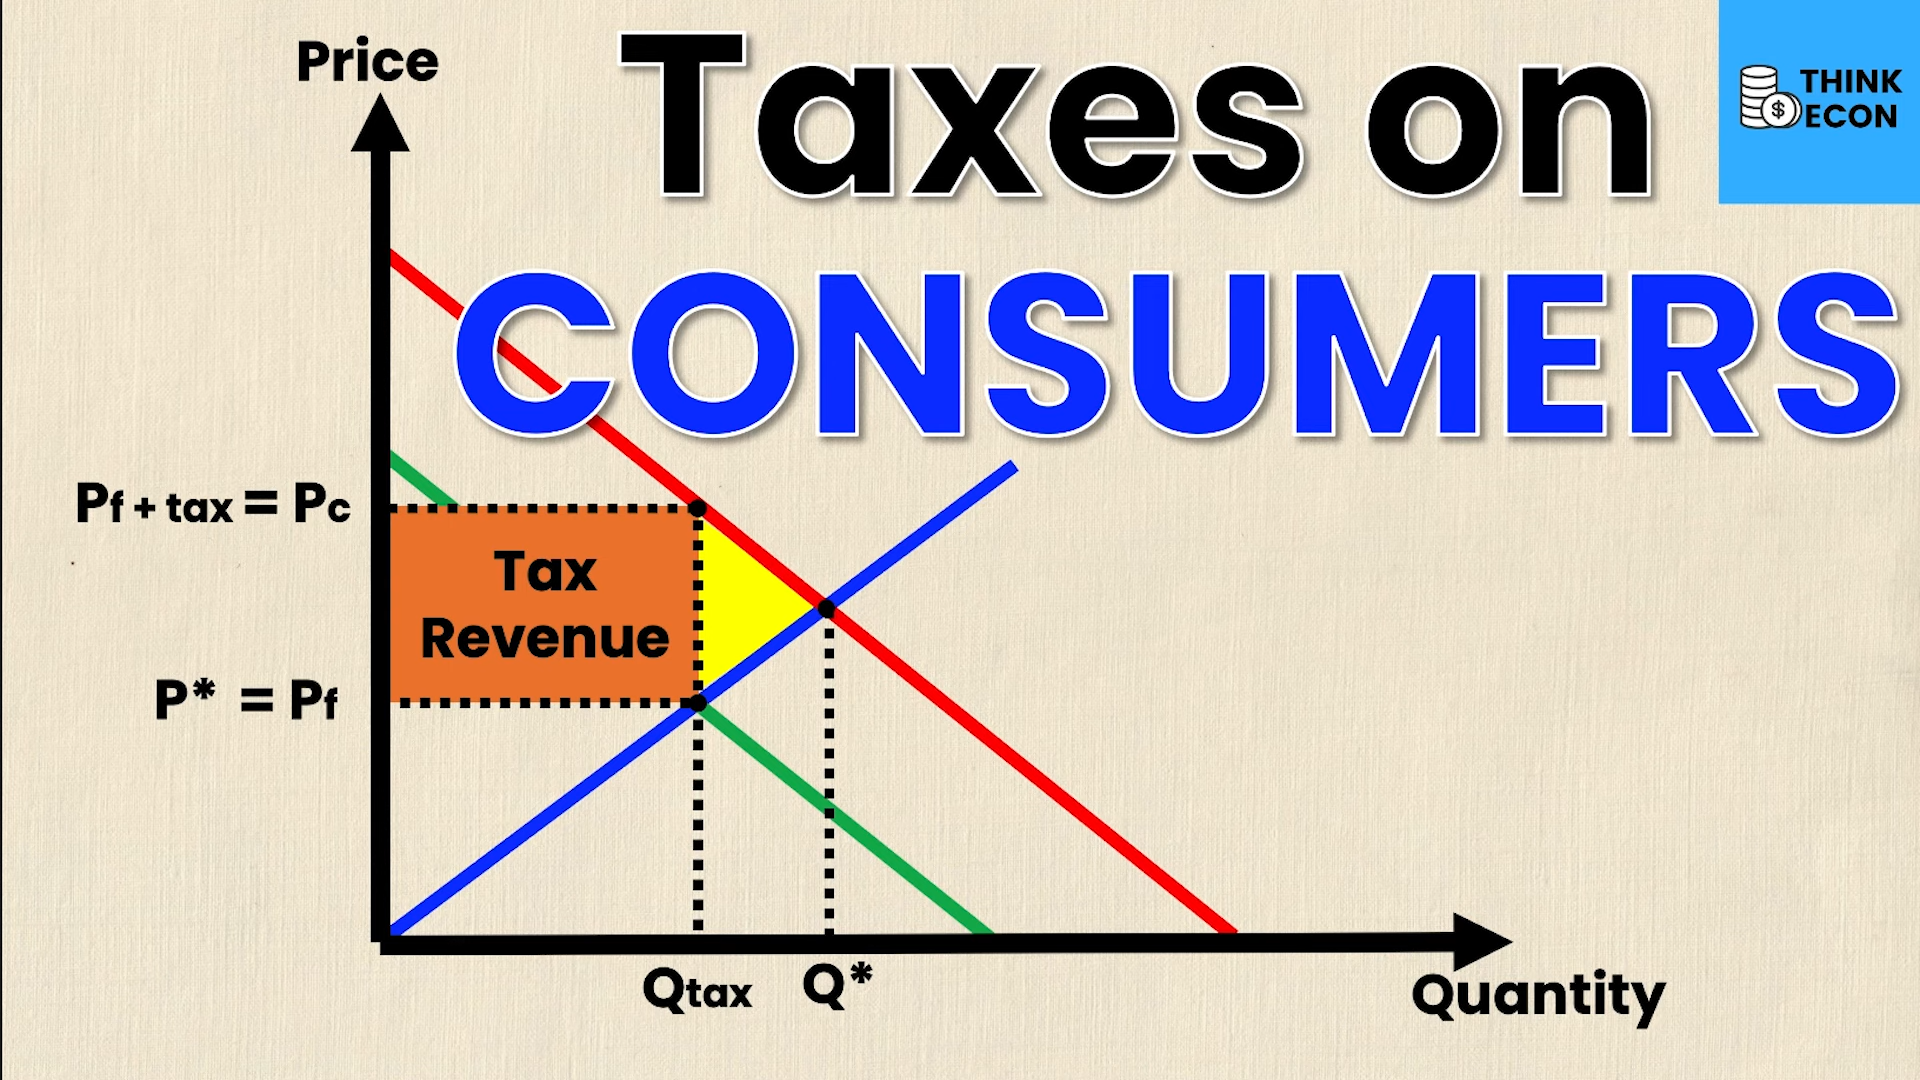 Price
Taxes on
THINK
ECON
CONSUMERS
Pf + tax = Pc
Tax
Revenue
P* = Pf
Qtax
Q*
Quantity
$